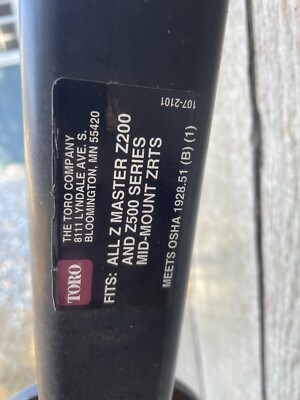 107-2101
THE TORO COMPANY
8111 LYNDALE AVE. S.
BLOOMINGTON, MN 55420
TORO
FITS: ALL Z MASTER Z200
AND Z500 SERIES
MID-MOUNT ZRTS
MEETS OSHA 1928.51 (B) (1)